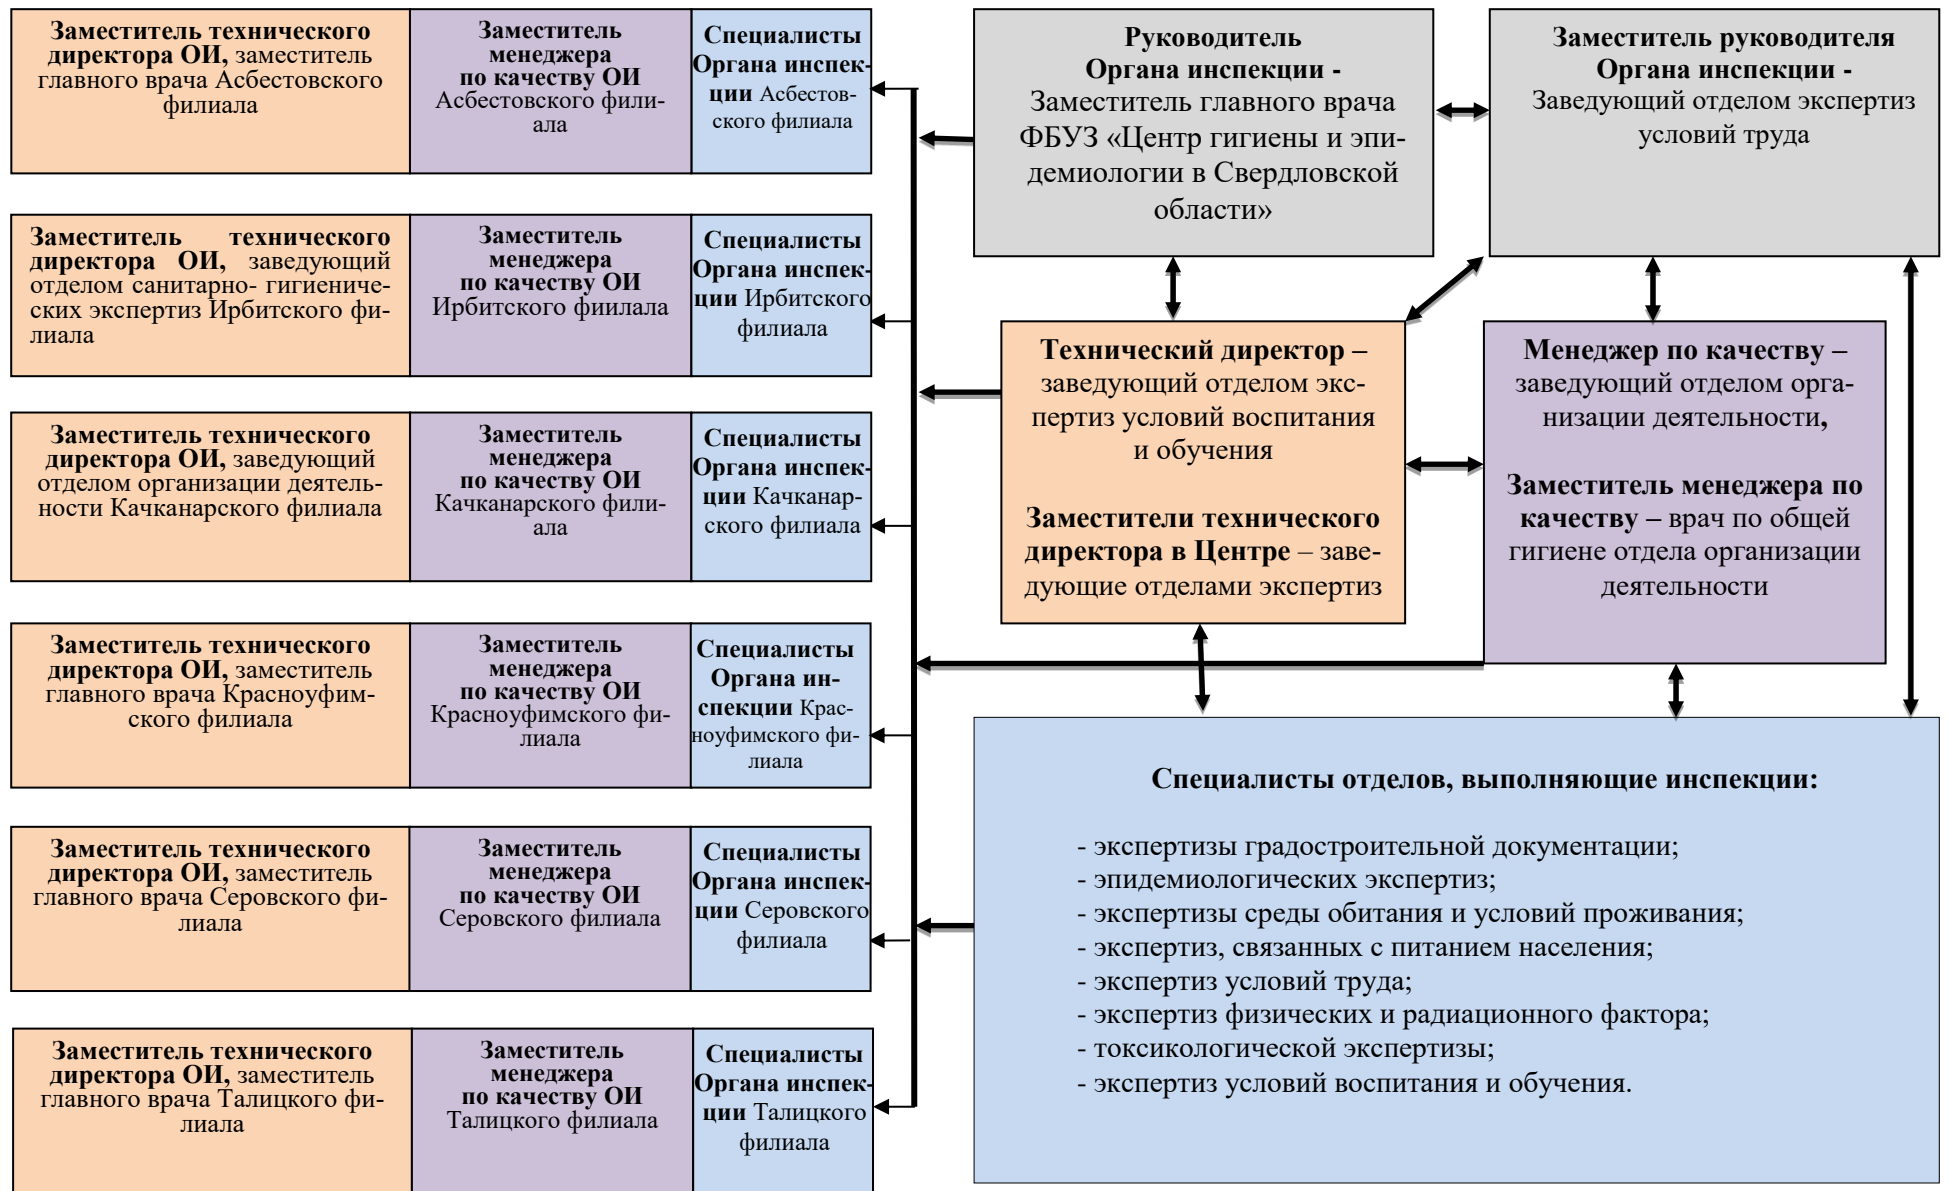 Заместитель технического
директора ОИ, заместитель
главного врача Асбестовского
филиала
Заместитель
менеджера
по качеству ОИ
Асбестовского фили-
ала
Специалисты
Органа инспек-
ции Асбестов-
ского филиала
Руководитель
Органа инспекции -
Заместитель главного врача
ФБУЗ «Центр гигиены и эпи-
демиологии в Свердловской
области»
Заместитель руководителя
Органа инспекции -
Заведующий отделом экспертиз
условий труда
Заместитель технического
директора ОИ, заведующий
отделом санитарно- гигиениче-
ских экспертиз Ирбитского фи-
лиала
Заместитель
менеджера
по качеству ОИ
Ирбитского фиилала
Специалисты
Органа инспек-
ции Ирбитского
филиала
Технический директор –
заведующий отделом экс-
пертиз условий воспитания
и обучения
Заместители технического
директора в Центре – заве-
дующие отделами экспертиз
Менеджер по качеству –
заведующий отделом орга-
низации деятельности,
Заместитель менеджера по
качеству – врач по общей
гигиене отдела организации
деятельности
Заместитель технического
директора ОИ, заведующий
отделом организации деятель-
ности Качканарского филиала
Заместитель
менеджера
по качеству ОИ
Качканарского фили-
ала
Специалисты
Органа инспек-
ции Качканар-
ского филиала
Заместитель технического
директора ОИ, заместитель
главного врача Красноуфим-
ского филиала
Заместитель
менеджера
по качеству ОИ
Красноуфимского фи-
лиала
Специалисты
Органа ин-
спекции Крас-
ноуфимского фи-
лиала
Специалисты отделов, выполняющие инспекции:
- экспертизы градостроительной документации;
- эпидемиологических экспертиз;
- экспертизы среды обитания и условий проживания;
- экспертиз, связанных с питанием населения;
- экспертиз условий труда;
- экспертиз физических и радиационного фактора;
- токсикологической экспертизы;
- экспертиз условий воспитания и обучения.
Заместитель технического
директора ОИ, заместитель
главного врача Серовского фи-
лиала
Заместитель
менеджера
по качеству ОИ
Серовского филиала
Специалисты
Органа инспек-
ции Серовского
филиала
Заместитель технического
директора ОИ, заместитель
главного врача Талицкого фи-
лиала
Заместитель
менеджера
по качеству ОИ
Талицкого филиала
Специалисты
Органа инспек-
ции Талицкого
филиала